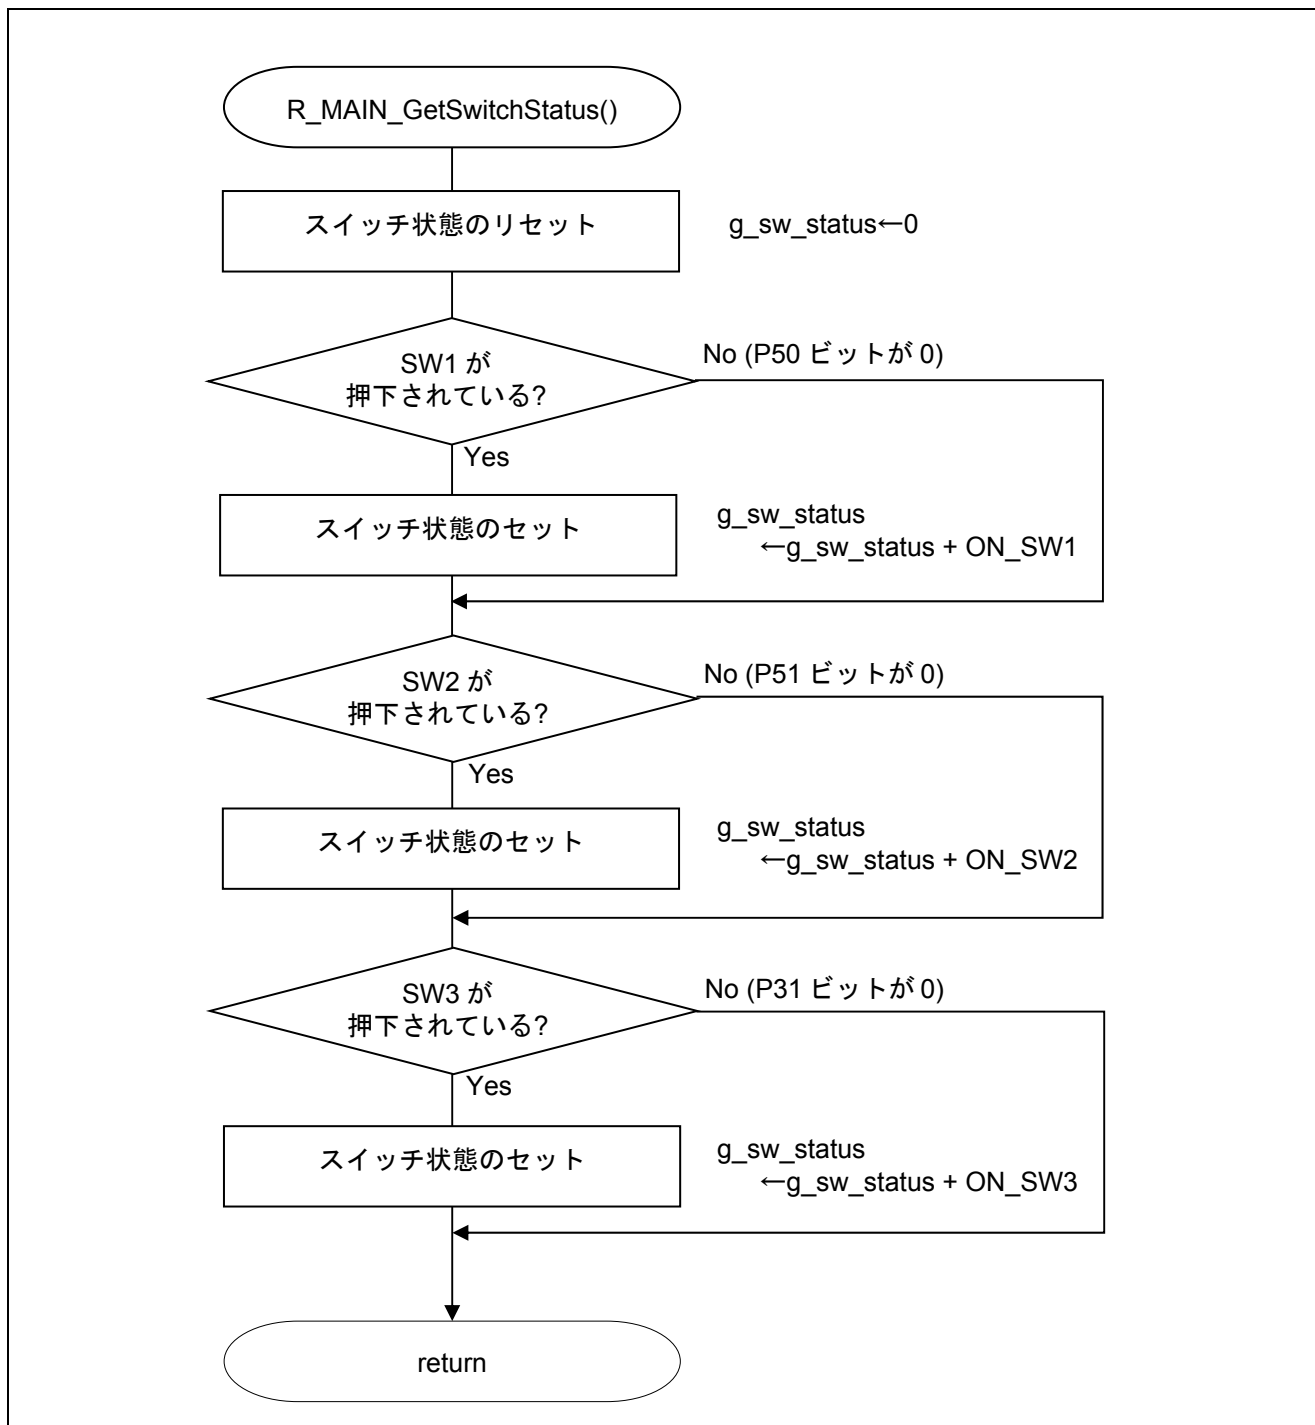 R_MAIN_GetSwitchStatus()
スイッチ状態のリセット
g_sw_status←0
SW1 が
押下されている?
No (P50 ビットが 0)
Yes
スイッチ状態のセット
g_sw_status
←g_sw_status + ON_SW1
SW2 が
押下されている?
No (P51 ビットが 0)
Yes
スイッチ状態のセット
g_sw_status
←g_sw_status + ON_SW2
SW3 が
押下されている?
No (P31 ビットが 0)
Yes
スイッチ状態のセット
g_sw_status
←g_sw_status + ON_SW3
return